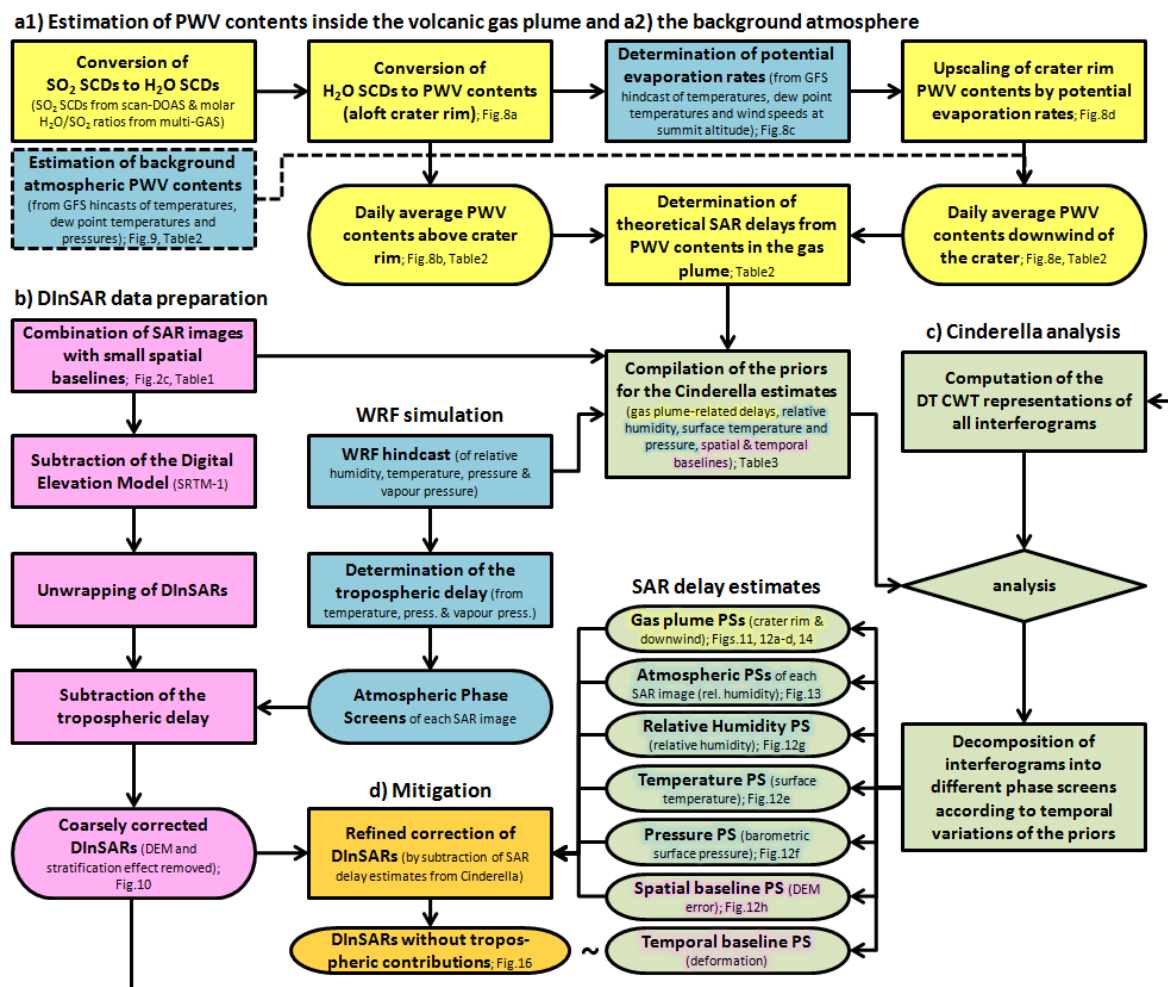 a1) Estimation of PWV contents inside the volcanic gas plume and a2) the background atmosphere
Conversion of
SO2 SCDs to H2O SCDs
(SO2 SCDs from scan-DOAS & molar
H2O/SO2 ratios from multi-GAS)
Conversion of
H2O SCDs to PWV contents
(aloft crater rim); Fig.8a
Determination of potential
evaporation rates (from GFS
hindcast of temperatures, dew point
temperatures and wind speeds at
summit altitude); Fig.8c
Upscaling of crater rim
PWV contents by potential
evaporation rates; Fig.8d
Estimation of background
atmospheric PWV contents
(from GFS hincasts of temperatures,
dew point temperatures and
pressures); Fig.9, Table2
Daily average PWV
contents above crater
rim; Fig.8b, Table2
Determination of
theoretical SAR delays from
PWV contents in the gas
plume; Table2
Daily average PWV
contents downwind of
the crater; Fig.8e, Table2
b) DInSAR data preparation
Combination of SAR images
with small spatial
baselines; Fig.2c, Table1
Subtraction of the Digital
Elevation Model (SRTM-1)
Unwrapping of DInSARs
Subtraction of the
tropospheric delay
Coarsely corrected
DInSARs (DEM and
stratification effect removed);
Fig.10
WRF simulation
WRF hindcast (of relative
humidity, temperature, pressure &
vapour pressure)
Determination of the
tropospheric delay (from
temperature, press. & vapour press.)
Atmospheric Phase
Screens of each SAR image
d) Mitigation
Refined correction of
DInSARs (by subtraction of SAR
delay estimates from Cinderella)
DInSARs without tropos-
pheric contributions; Fig.16
Compilation of the priors
for the Cinderella estimates
(gas plume-related delays, relative
humidity, surface temperature and
pressure, spatial & temporal
baselines); Table3
c) Cinderella analysis
Computation of the
DT CWT representations of
all interferograms
analysis
Decomposition of
interferograms into
different phase screens
according to temporal
variations of the priors
SAR delay estimates
Gas plume PSs (crater rim &
downwind); Figs.11, 12a-d, 14
Atmospheric PSs of each
SAR image (rel. humidity); Fig.13
Relative Humidity PS
(relative humidity); Fig.12g
Temperature PS (surface
temperature); Fig.12e
Pressure PS (barometric
surface pressure); Fig.12f
Spatial baseline PS (DEM
error); Fig.12h
~
Temporal baseline PS
(deformation)